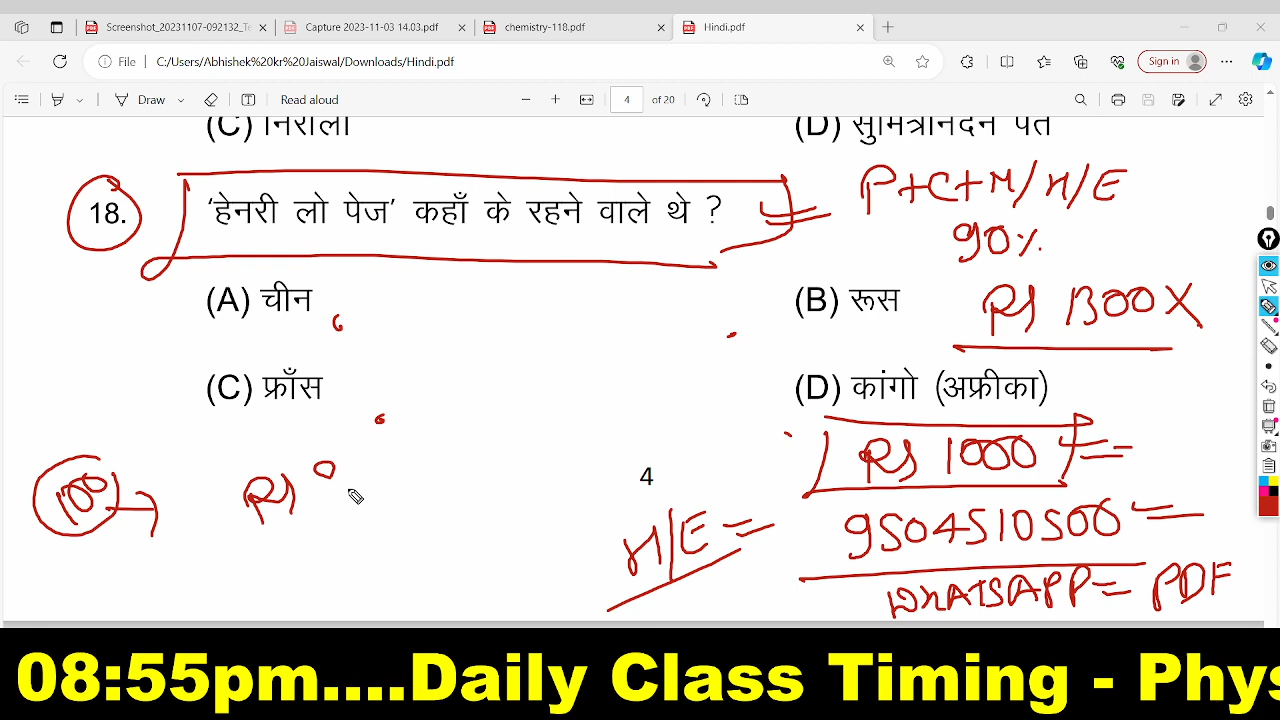 Screenshot_20231107-092132_Te
Capture 2023-11-03 14.03.pdf
chemistry-118.pdf
Hindi.pdf
File
C:/Users/Abhishek%20kr%20Jaiswal/Downloads/Hindi.pdf
Sign in
Draw
Read aloud
4
of 20
(C) निराला
(D) सुमित्रानंदन पंत
P+C+M/H/E
18. 'हेनरी लो पेज' कहाँ के रहने वाले थे ?
90%
(A) चीन
(B) रूस
Rs 1300 X
(C) फ्राँस
(D) कांगो (अफ्रीका)
Rs 1000
4
100
Rs 0
9504510500
H/E =
WHATSAPP = PDF
08:55pm....Daily Class Timing - Phys